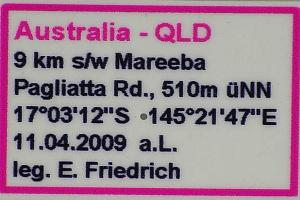 Australia - QLD
9 km s/w Mareeba
Pagliatta Rd., 510m üNN
17°03'12"S 145°21'47"E
11.04.2009 a.L.
leg. E. Friedrich